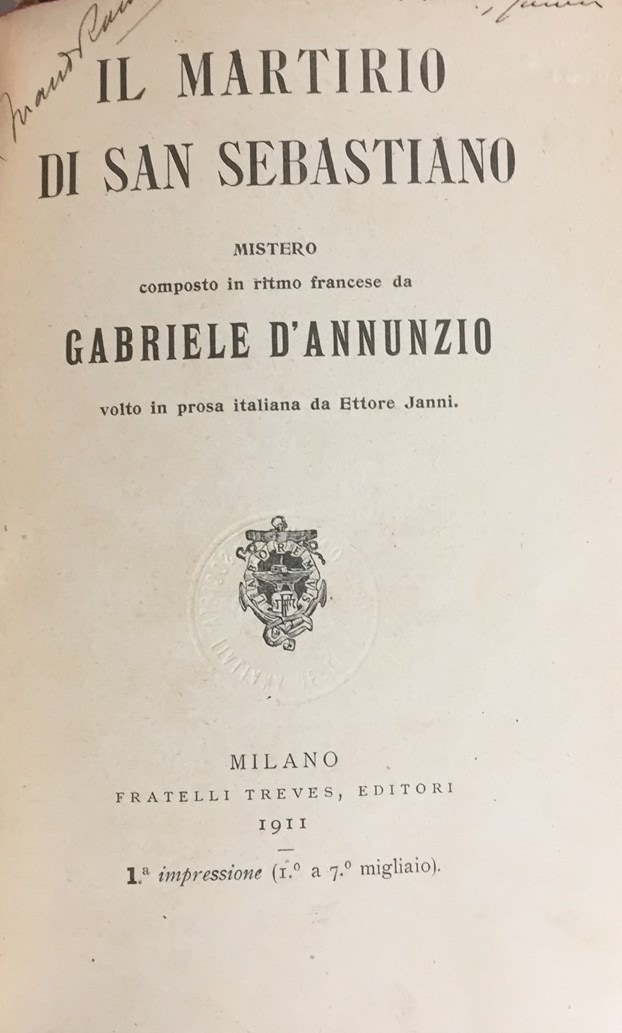 IL MARTIRIO
DI SAN SEBASTIANO
MISTERO
composto in ritmo francese da
GABRIELE D'ANNUNZIO
volto in prosa italiana da Ettore Janni.
LABOREMVS
MILANO
FRATELLI TREVES, EDITORI
1911
1.ª impressione (1.º a 7.º migliaio).